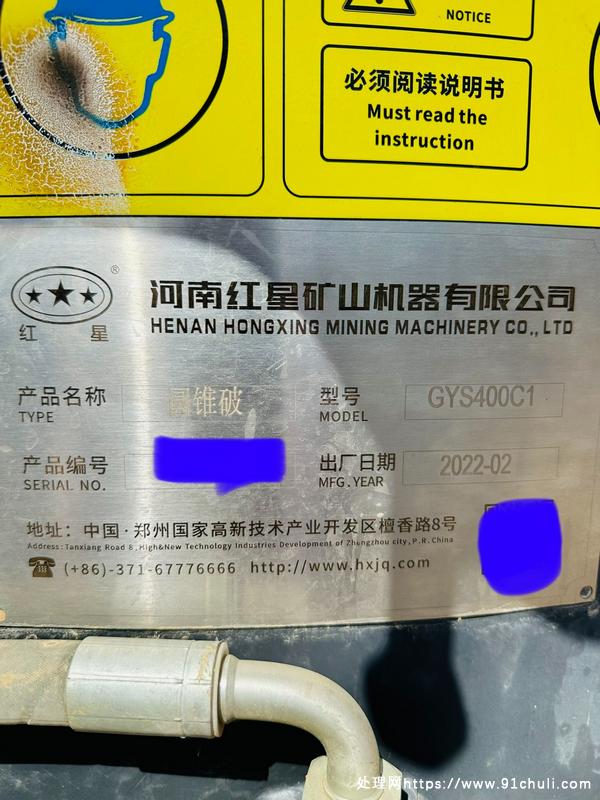 NOTICE
必须阅读说明书
Must read the
instruction
®
红 星
河南红星矿山机器有限公司
HENAN HONGXING MINING MACHINERY CO., LTD
产品名称 圆锥破 型号 GYS400C1
TYPE MODEL
产品编号 出厂日期 2022-02
SERIAL NO. MFG.YEAR
地址：中国·郑州国家高新技术产业开发区檀香路8号
Address:Tanxiang Road 8,High&New Technology Industries Development of Zhengzhou city,P.R.China
(+86)-371-67776666 http://www.hxjq.com
处理网https://www.91chuli.com